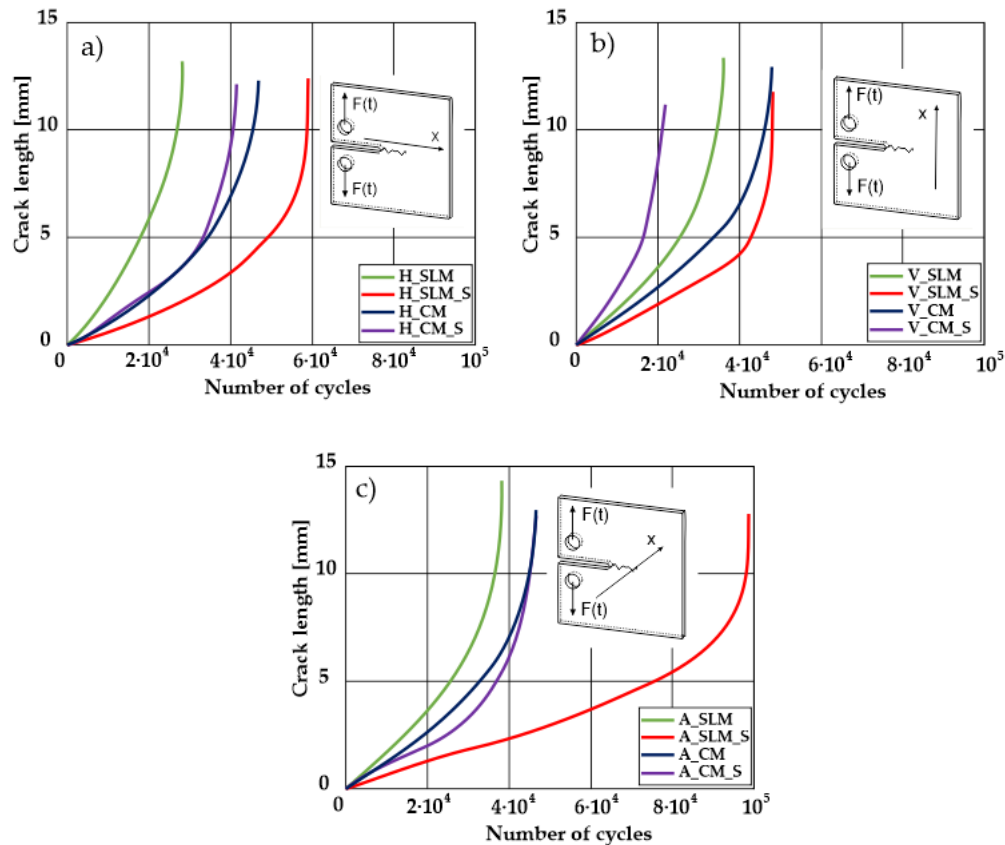 a)
15
10
5
0
Crack length [mm]
F(t)
F(t)
x
H_SLM
H_SLM_S
H_CM
H_CM_S
0 2·10⁴ 4·10⁴ 6·10⁴ 8·10⁴ 10⁵
Number of cycles
b)
15
10
5
0
Crack length [mm]
F(t)
F(t)
x
V_SLM
V_SLM_S
V_CM
V_CM_S
0 2·10⁴ 4·10⁴ 6·10⁴ 8·10⁴ 10⁵
Number of cycles
c)
15
10
5
0
Crack length [mm]
F(t)
F(t)
x
A_SLM
A_SLM_S
A_CM
A_CM_S
0 2·10⁴ 4·10⁴ 6·10⁴ 8·10⁴ 10⁵
Number of cycles